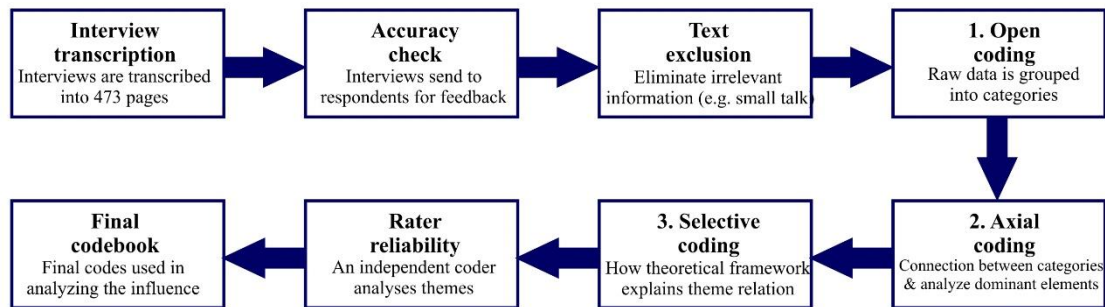 Interview
transcription
Interviews are transcribed
into 473 pages
Accuracy
check
Interviews send to
respondents for feedback
Text
exclusion
Eliminate irrelevant
information (e.g. small talk)
1. Open
coding
Raw data is grouped
into categories
2. Axial
coding
Connection between categories
& analyze dominant elements
3. Selective
coding
How theoretical framework
explains theme relation
Rater
reliability
An independent coder
analyses themes
Final
codebook
Final codes used in
analyzing the influence